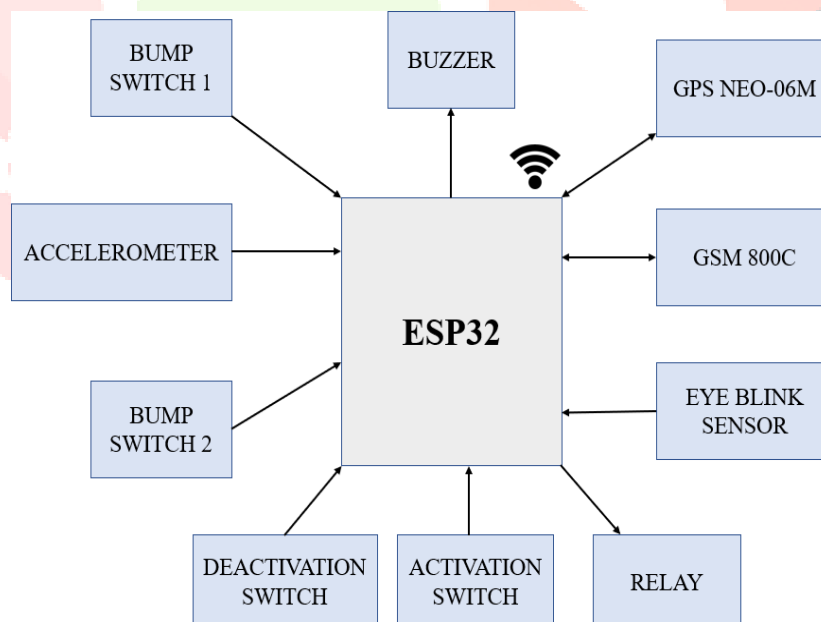 BUMP
SWITCH 1
BUZZER
GPS NEO-06M
ACCELEROMETER
GSM 800C
ESP32
BUMP
SWITCH 2
EYE BLINK
SENSOR
DEACTIVATION
SWITCH
ACTIVATION
SWITCH
RELAY